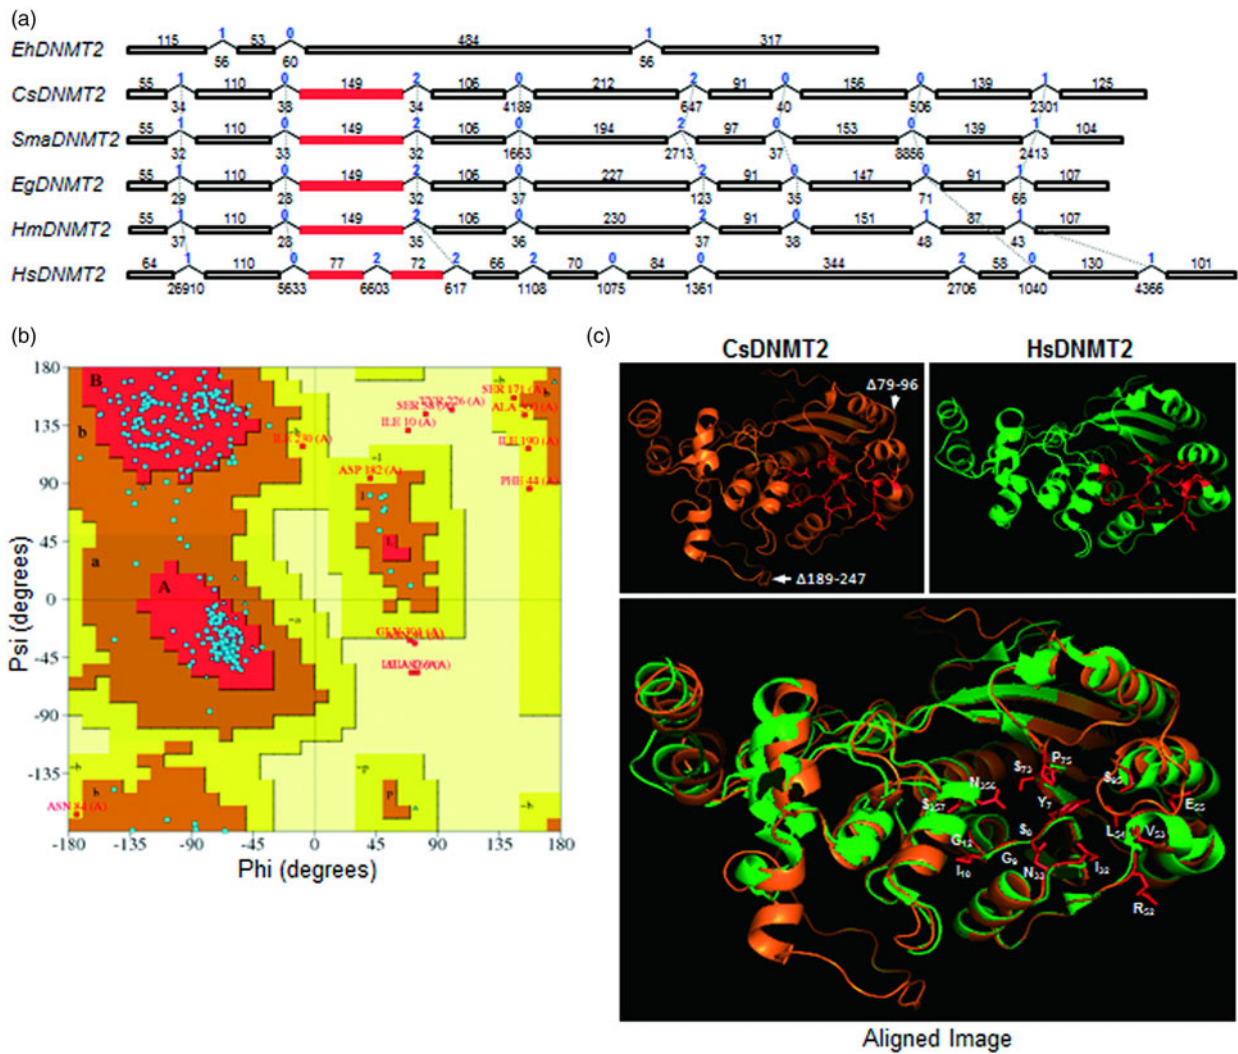 (a)
1 0 1
EhDNMT2 115 53 484 317
56 60 56
1 0 2 0 2 0 0 1
CsDNMT2 55 110 149 106 212 91 156 139 125
34 38 34 4189 647 40 506 2301
1 0 2 0 2 0 0 1
SmaDNMT2 55 110 149 106 194 97 153 139 104
32 33 32 1663 2713 37 8856 2413
1 0 2 0 2 0 0 1
EgDNMT2 55 110 149 106 227 91 147 91 107
29 28 32 37 123 35 71 66
1 0 2 0 2 0 1 1
HmDNMT2 55 110 149 106 230 91 151 87 107
37 28 35 36 37 38 48 43
1 0 2 2 2 0 0 2 0 1
HsDNMT2 64 110 77 72 66 70 84 344 58 130 101
26910 5633 6603 617 1108 1075 1361 2706 1040 4366
(b)
180
135
90
45
0
-45
-90
-135
-180 -135 -90 -45 0 45 90 135 180
Psi (degrees)
Phi (degrees)
B
b
a
A
l
L
~l
~a
~b
~p
p
b
~b
SER 171 (A)
ILE 10 (A)
ILE 230 (A)
ILE 190 (A)
ASP 182 (A)
PHE 44 (A)
ASN 84 (A)
(c)
CsDNMT2
HsDNMT2
Δ79-96
Δ189-247
P75
S73
N356
S357
Y7
E55
S8
L54
V53
G12
G9
I10
N33
I32
R52
Aligned Image